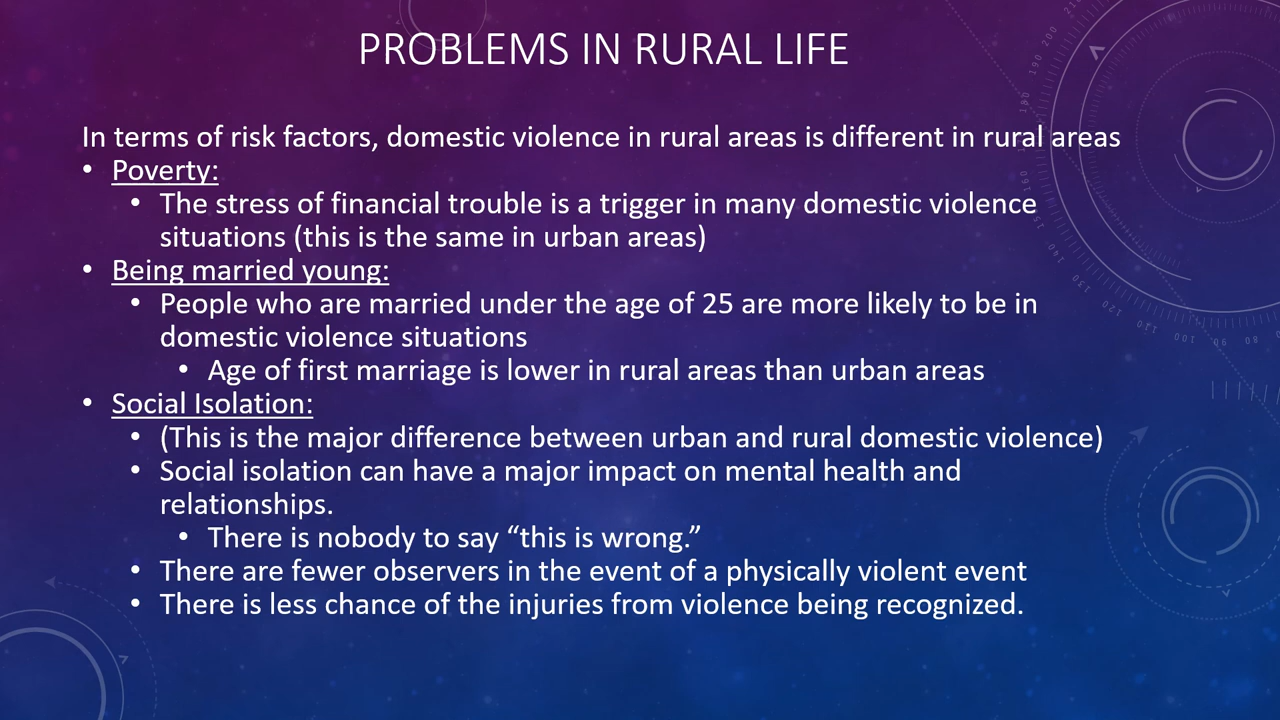 PROBLEMS IN RURAL LIFE
In terms of risk factors, domestic violence in rural areas is different in rural areas
• Poverty:
• The stress of financial trouble is a trigger in many domestic violence
situations (this is the same in urban areas)
• Being married young:
• People who are married under the age of 25 are more likely to be in
domestic violence situations
• Age of first marriage is lower in rural areas than urban areas
• Social Isolation:
• (This is the major difference between urban and rural domestic violence)
• Social isolation can have a major impact on mental health and
relationships.
• There is nobody to say “this is wrong.”
• There are fewer observers in the event of a physically violent event
• There is less chance of the injuries from violence being recognized.